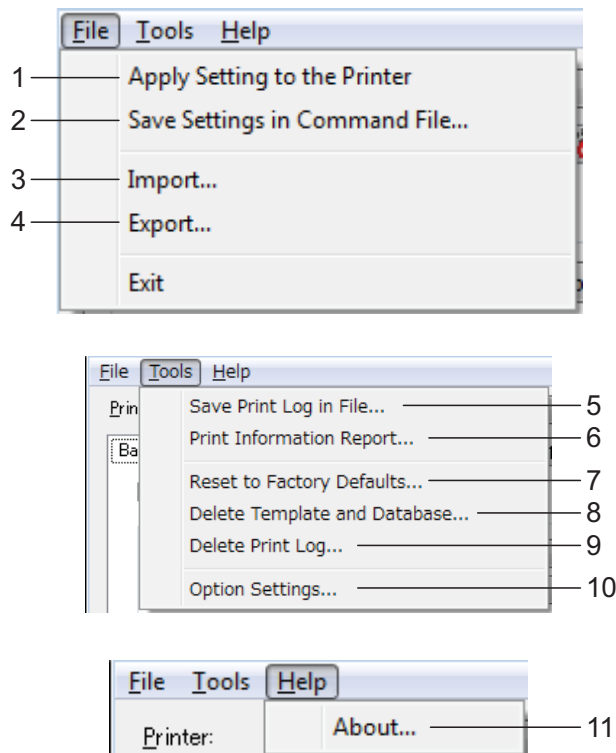 File Tools Help
1 Apply Setting to the Printer
2 Save Settings in Command File...
3 Import...
4 Export...
Exit
File Tools Help
Prin
Save Print Log in File... 5
Print Information Report... 6
Ba
Reset to Factory Defaults... 7
Delete Template and Database... 8
Delete Print Log... 9
Option Settings... 10
File Tools Help
Printer:
About... 11